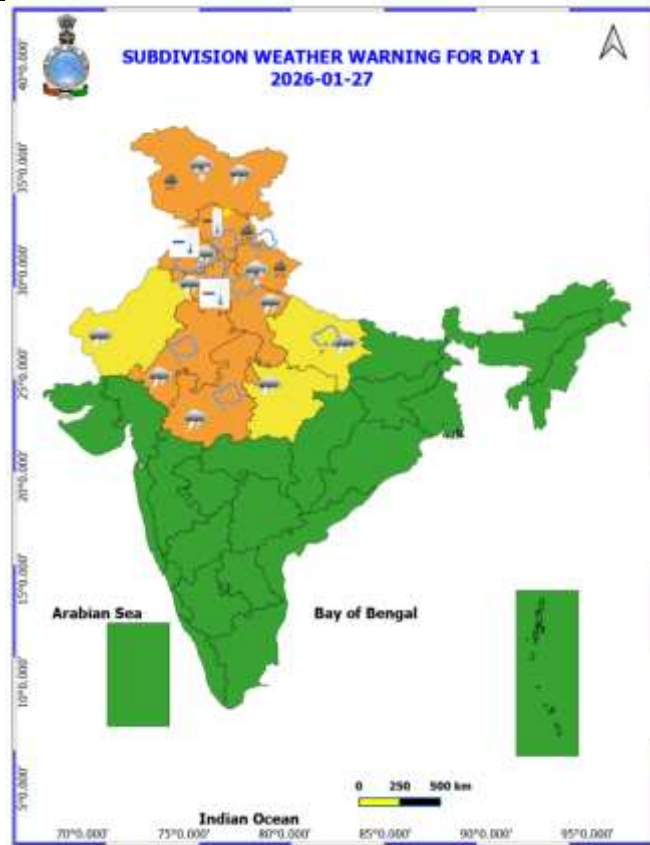 SUBDIVISION WEATHER WARNING FOR DAY 1
2026-01-27
40°0.000'
35°0.000'
30°0.000'
25°0.000'
20°0.000'
15°0.000'
10°0.000'
5°0.000'
Arabian Sea
Bay of Bengal
0 250 500 km
Indian Ocean
70°0.000' 75°0.000' 80°0.000' 85°0.000' 90°0.000' 95°0.000'